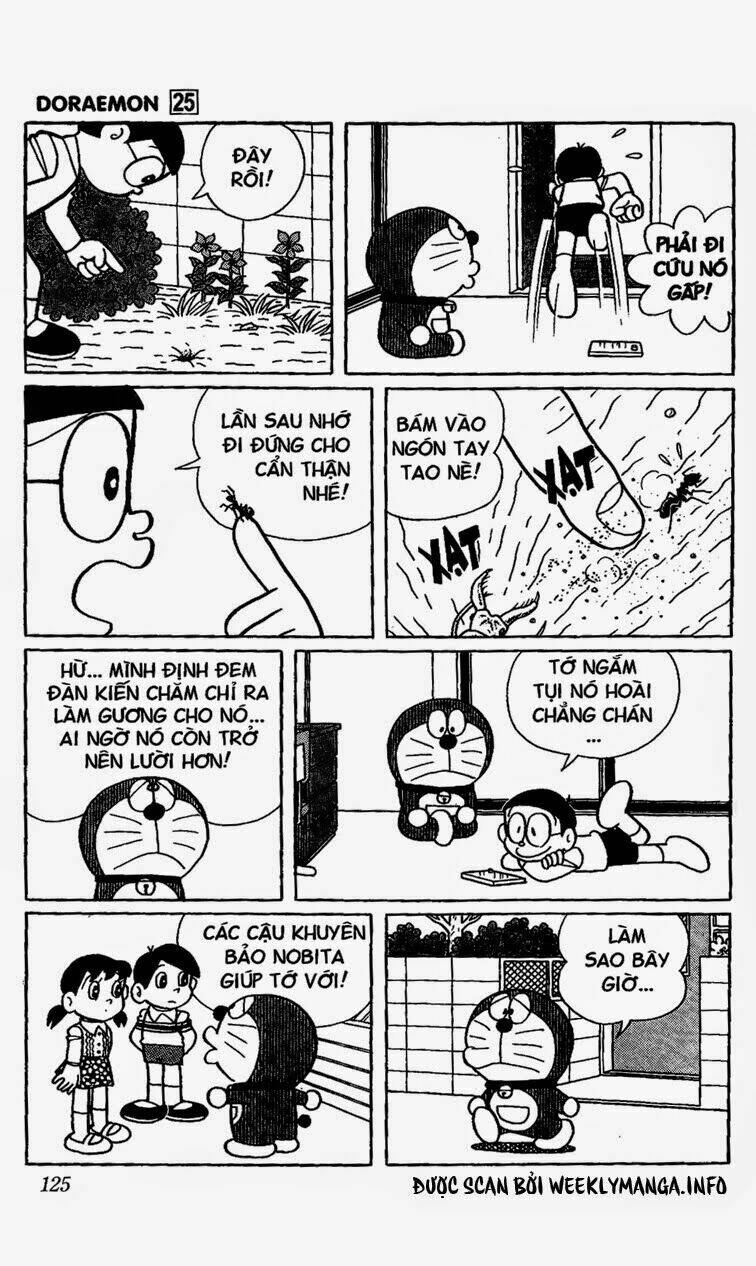 DORAEMON 25
PHẢI ĐI
CỨU NÓ
GẤP!
ĐÂY
RỒI!
BÁM VÀO
NGÓN TAY
TAO NÈ!
XẠT
XẠT
LẦN SAU NHỚ
ĐI ĐỨNG CHO
CẨN THẬN
NHÉ!
TỚ NGẮM
TỤI NÓ HOÀI
CHẲNG CHÁN
...
HỪ... MÌNH ĐỊNH ĐEM
ĐÀN KIẾN CHĂM CHỈ RA
LÀM GƯƠNG CHO NÓ...
AI NGỜ NÓ CÒN TRỞ
NÊN LƯỜI HƠN!
LÀM
SAO BÂY
GIỜ...
CÁC CẬU KHUYÊN
BẢO NOBITA
GIÚP TỚ VỚI!
125
ĐƯỢC SCAN BỞI WEEKLYMANGA.INFO